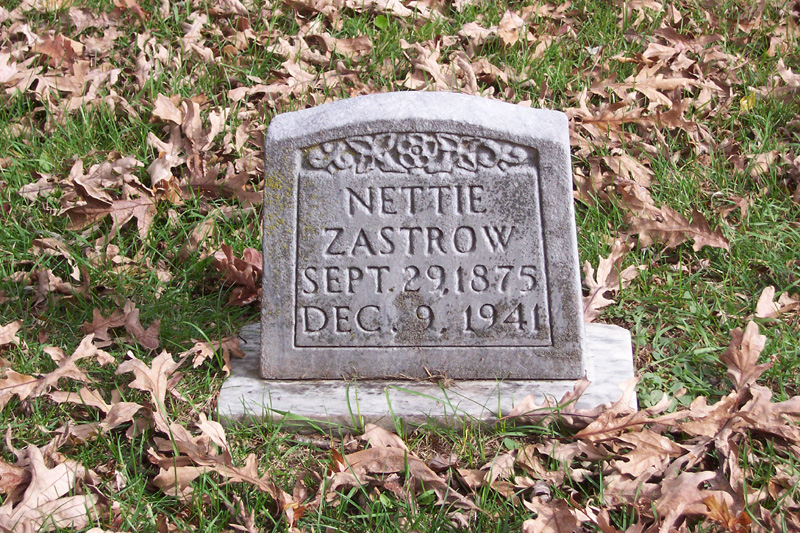 NETTIE
ZASTROW
SEPT. 29, 1875
DEC. 9, 1941